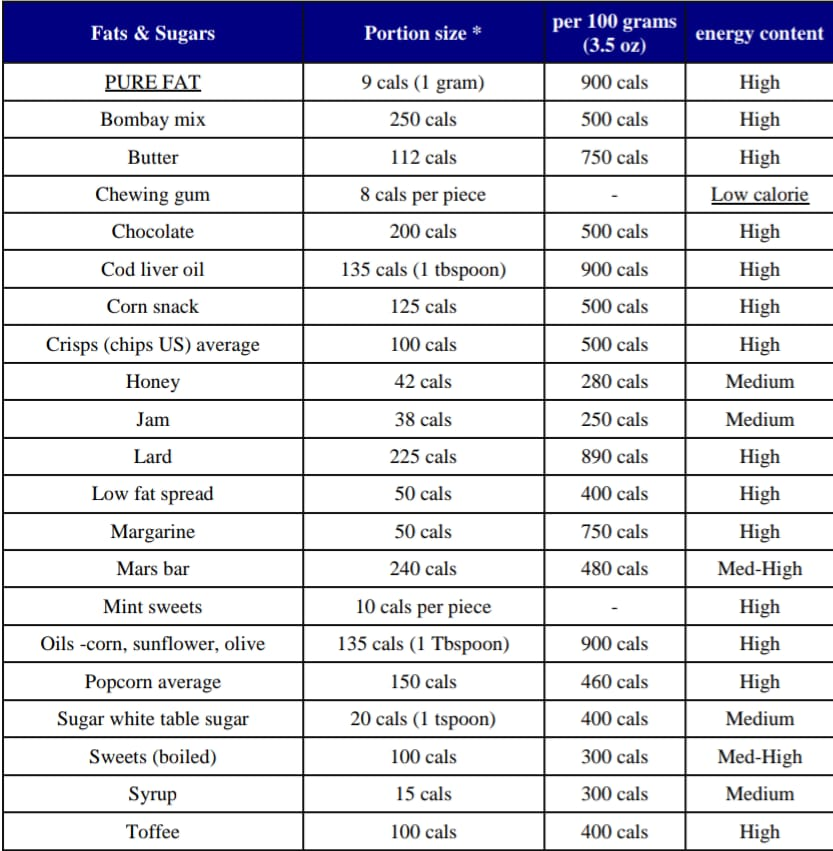 Fats & Sugars Portion size * per 100 grams (3.5 oz) energy content
PURE FAT 9 cals (1 gram) 900 cals High
Bombay mix 250 cals 500 cals High
Butter 112 cals 750 cals High
Chewing gum 8 cals per piece - Low calorie
Chocolate 200 cals 500 cals High
Cod liver oil 135 cals (1 tbspoon) 900 cals High
Corn snack 125 cals 500 cals High
Crisps (chips US) average 100 cals 500 cals High
Honey 42 cals 280 cals Medium
Jam 38 cals 250 cals Medium
Lard 225 cals 890 cals High
Low fat spread 50 cals 400 cals High
Margarine 50 cals 750 cals High
Mars bar 240 cals 480 cals Med-High
Mint sweets 10 cals per piece - High
Oils -corn, sunflower, olive 135 cals (1 Tbspoon) 900 cals High
Popcorn average 150 cals 460 cals High
Sugar white table sugar 20 cals (1 tspoon) 400 cals Medium
Sweets (boiled) 100 cals 300 cals Med-High
Syrup 15 cals 300 cals Medium
Toffee 100 cals 400 cals High